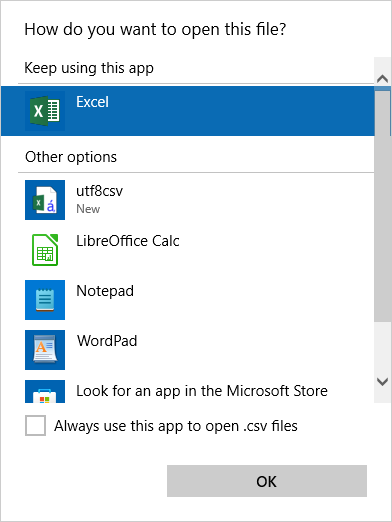 How do you want to open this file?
Keep using this app
Excel
Other options
utf8csv
New
LibreOffice Calc
Notepad
WordPad
Look for an app in the Microsoft Store
Always use this app to open .csv files
OK